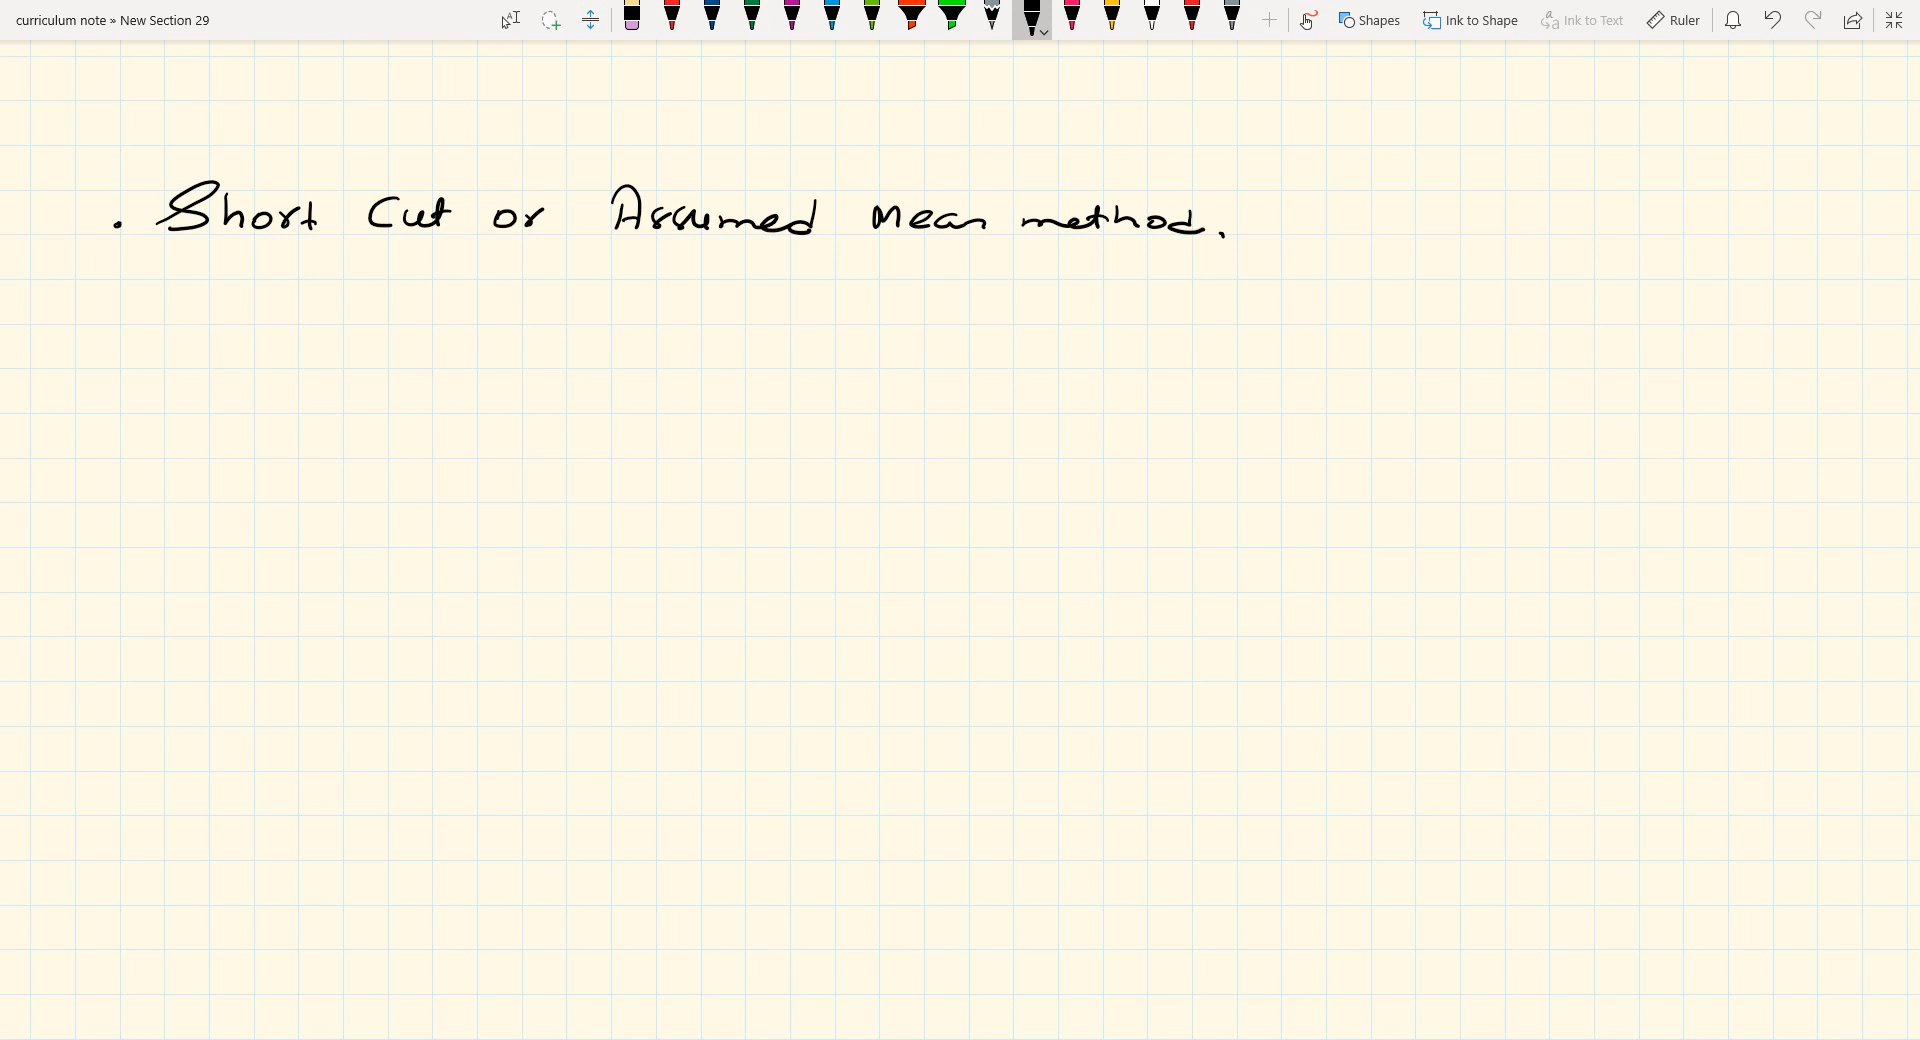 curriculum note » New Section 29
Shapes Ink to Shape Ink to Text Ruler
. Short Cut or Assumed Mean method.